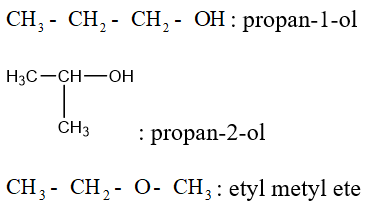 CH₃ - CH₂ - CH₂ - OH : propan-1-ol
H₃C—CH—OH
CH₃ : propan-2-ol
CH₃ - CH₂ - O- CH₃ : etyl metyl ete